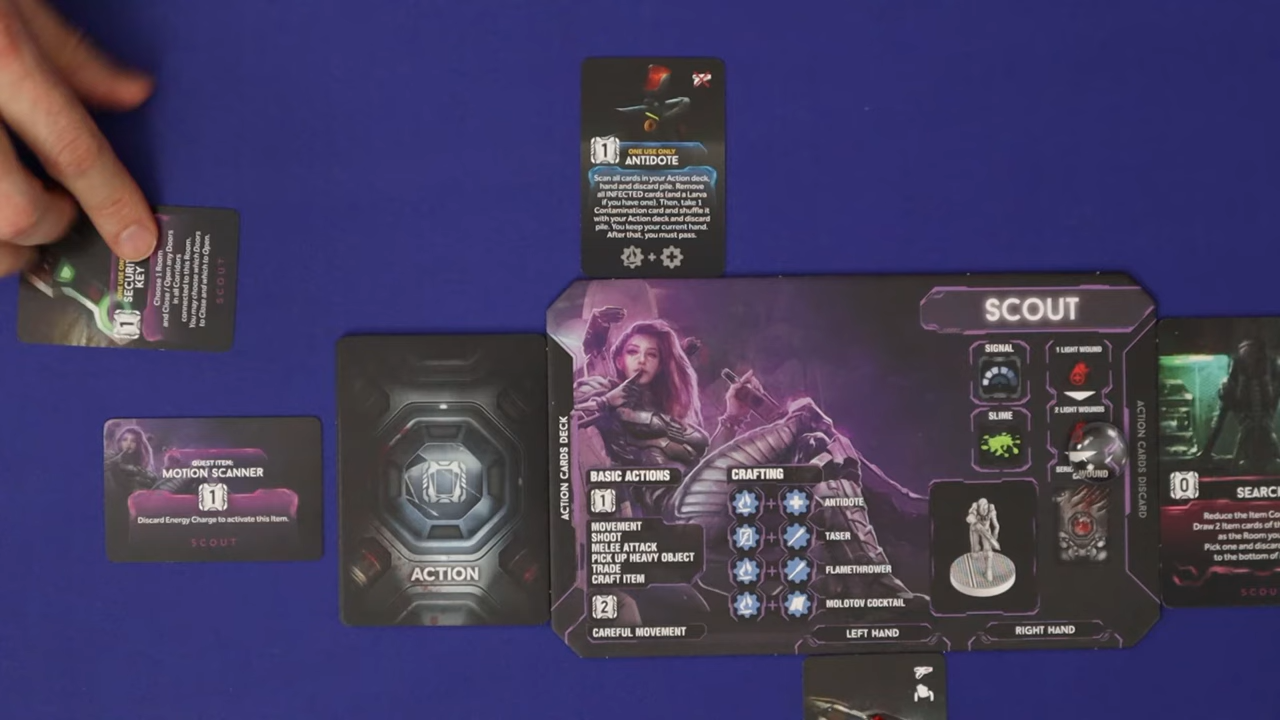 1
ONE USE ONLY
ANTIDOTE
Scan all cards in your Action deck,
hand and discard pile. Remove
all INFECTED cards (and a Larva
if you have one). Then, take 1
Contamination card and shuffle it
with your Action deck and discard
pile. You keep your current hand.
After that, you must pass.
1
Choose 1 Room
and Close / Open any Doors
in all Corridors
connected to this Room.
You may choose which Doors
to Close and which to Open.
SCOUT
QUEST ITEM:
MOTION SCANNER
1
Discard Energy Charge to activate this Item.
SCOUT
ACTION
ACTION CARDS DECK
SCOUT
SIGNAL
1 LIGHT WOUND
SLIME
2 LIGHT WOUNDS
WOUND
BASIC ACTIONS
1
MOVEMENT
SHOOT
MELEE ATTACK
PICK UP HEAVY OBJECT
TRADE
CRAFT ITEM
2
CAREFUL MOVEMENT
CRAFTING
+ ANTIDOTE
+ TASER
+ FLAMETHROWER
+ MOLOTOV COCKTAIL
LEFT HAND
RIGHT HAND
ACTION CARDS DISCARD
0
SEARC
Reduce the Item Co
Draw 2 Item cards of t
as the Room yo
Pick one and discar
to the bottom of
SCOU